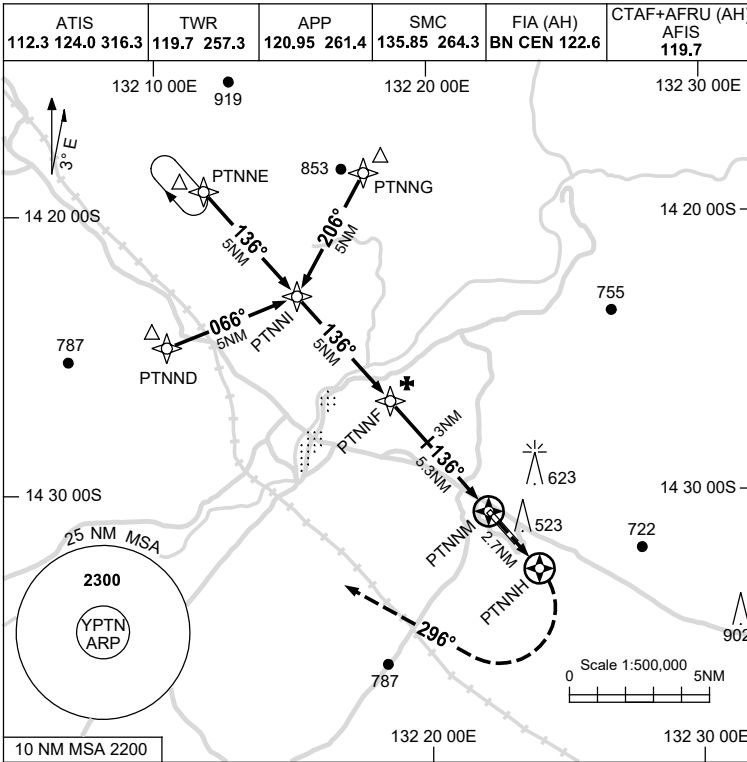 ATIS
112.3 124.0 316.3
TWR
119.7 257.3
APP
120.95 261.4
SMC
135.85 264.3
FIA (AH)
BN CEN 122.6
CTAF+AFRU (AH)
AFIS
119.7
132 10 00E
132 20 00E
132 30 00E
919
3° E
PTNNE
853
PTNNG
14 20 00S
14 20 00S
136°
5NM
206°
5NM
755
066°
5NM
PTNNI
136°
5NM
787
PTNND
PTNNF
3NM
136°
5.3NM
623
14 30 00S
14 30 00S
523
PTNNM
2.7NM
722
25 NM MSA
2300
YPTN
ARP
PTNNH
296°
902
787
Scale 1:500,000
0
5NM
10 NM MSA 2200
132 20 00E
132 30 00E